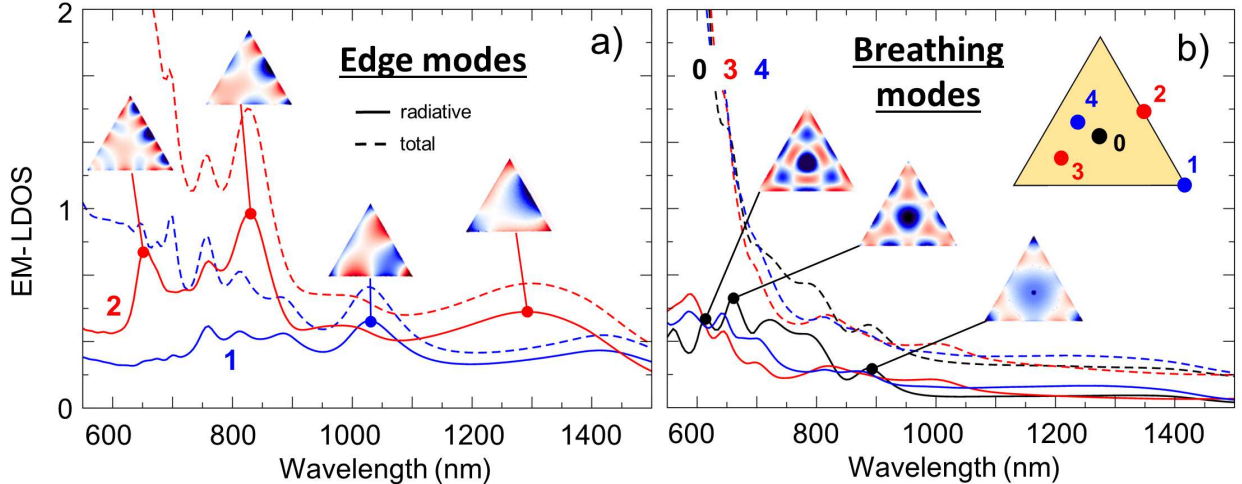 2
1
0
EM-LDOS
a)
Edge modes
radiative
total
2
1
600
800
1000
1200
1400
Wavelength (nm)
b)
Breathing
modes
0 3 4
2
4
0
3
1
600
800
1000
1200
1400
Wavelength (nm)